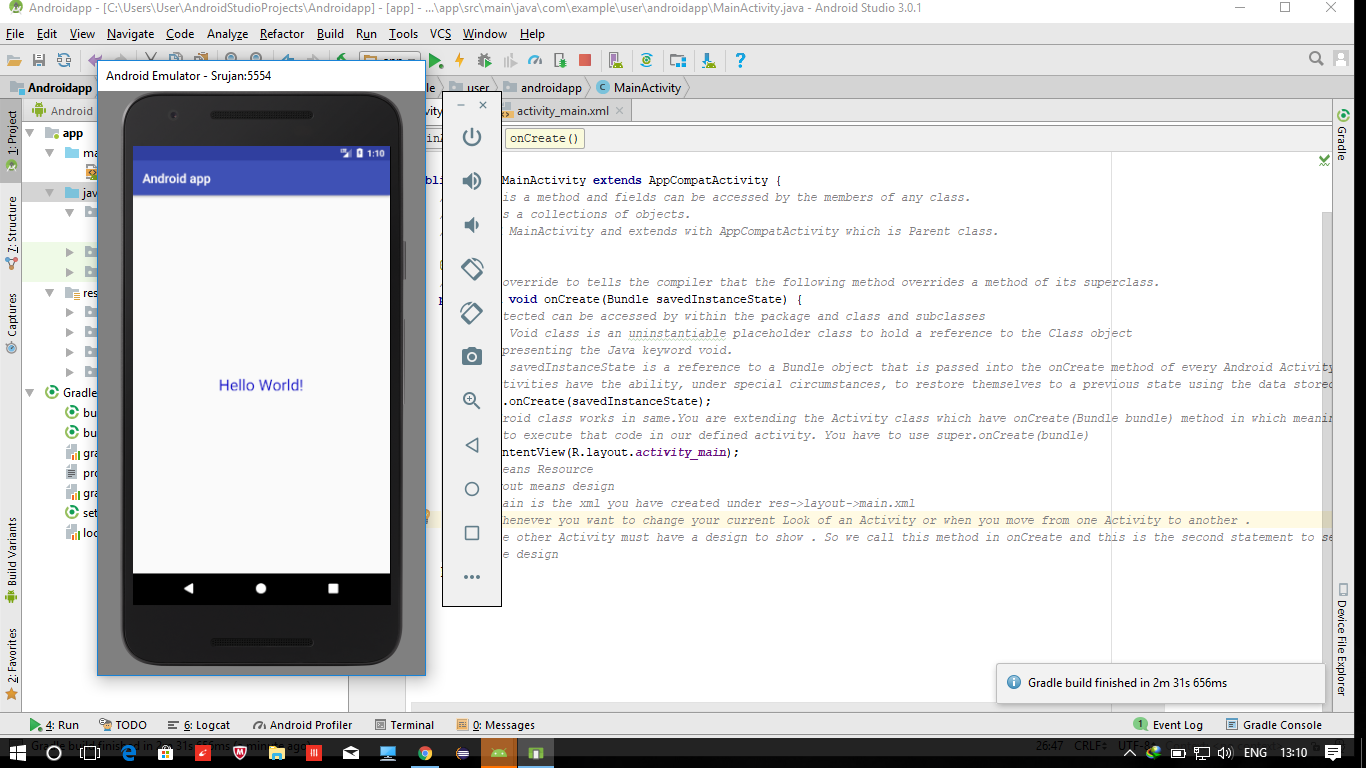 Androidapp - [C:\Users\User\AndroidStudioProjects\Androidapp] - [app] - ...\app\src\main\java\com\example\user\androidapp\MainActivity.java - Android Studio 3.0.1
File Edit View Navigate Code Analyze Refactor Build Run Tools VCS Window Help
Android Emulator - Srujan:5554
Androidapp
user
androidapp
MainActivity
Android
activity_main.xml
onCreate()
1: Project
7: Structure
Captures
Build Variants
2: Favorites
app
ma
jav
res
Gradle
bu
bu
gra
pro
gra
set
loc
1:10
Android app
Hello World!
MainActivity extends AppCompatActivity {
is a method and fields can be accessed by the members of any class.
s a collections of objects.
MainActivity and extends with AppCompatActivity which is Parent class.
override to tells the compiler that the following method overrides a method of its superclass.
void onCreate(Bundle savedInstanceState) {
tected can be accessed by within the package and class and subclasses
Void class is an uninstantiable placeholder class to hold a reference to the Class object
presenting the Java keyword void.
savedInstanceState is a reference to a Bundle object that is passed into the onCreate method of every Android Activity
tivities have the ability, under special circumstances, to restore themselves to a previous state using the data stored
.onCreate(savedInstanceState);
roid class works in same.You are extending the Activity class which have onCreate(Bundle bundle) method in which meanin
to execute that code in our defined activity. You have to use super.onCreate(bundle)
ntentView(R.layout.activity_main);
eans Resource
out means design
ain is the xml you have created under res->layout->main.xml
henever you want to change your current Look of an Activity or when you move from one Activity to another .
e other Activity must have a design to show . So we call this method in onCreate and this is the second statement to se
e design
Gradle
Device File Explorer
Gradle build finished in 2m 31s 656ms
4: Run TODO 6: Logcat Android Profiler Terminal 0: Messages
1 Event Log Gradle Console
26:47 CRLF÷
ENG 13:10